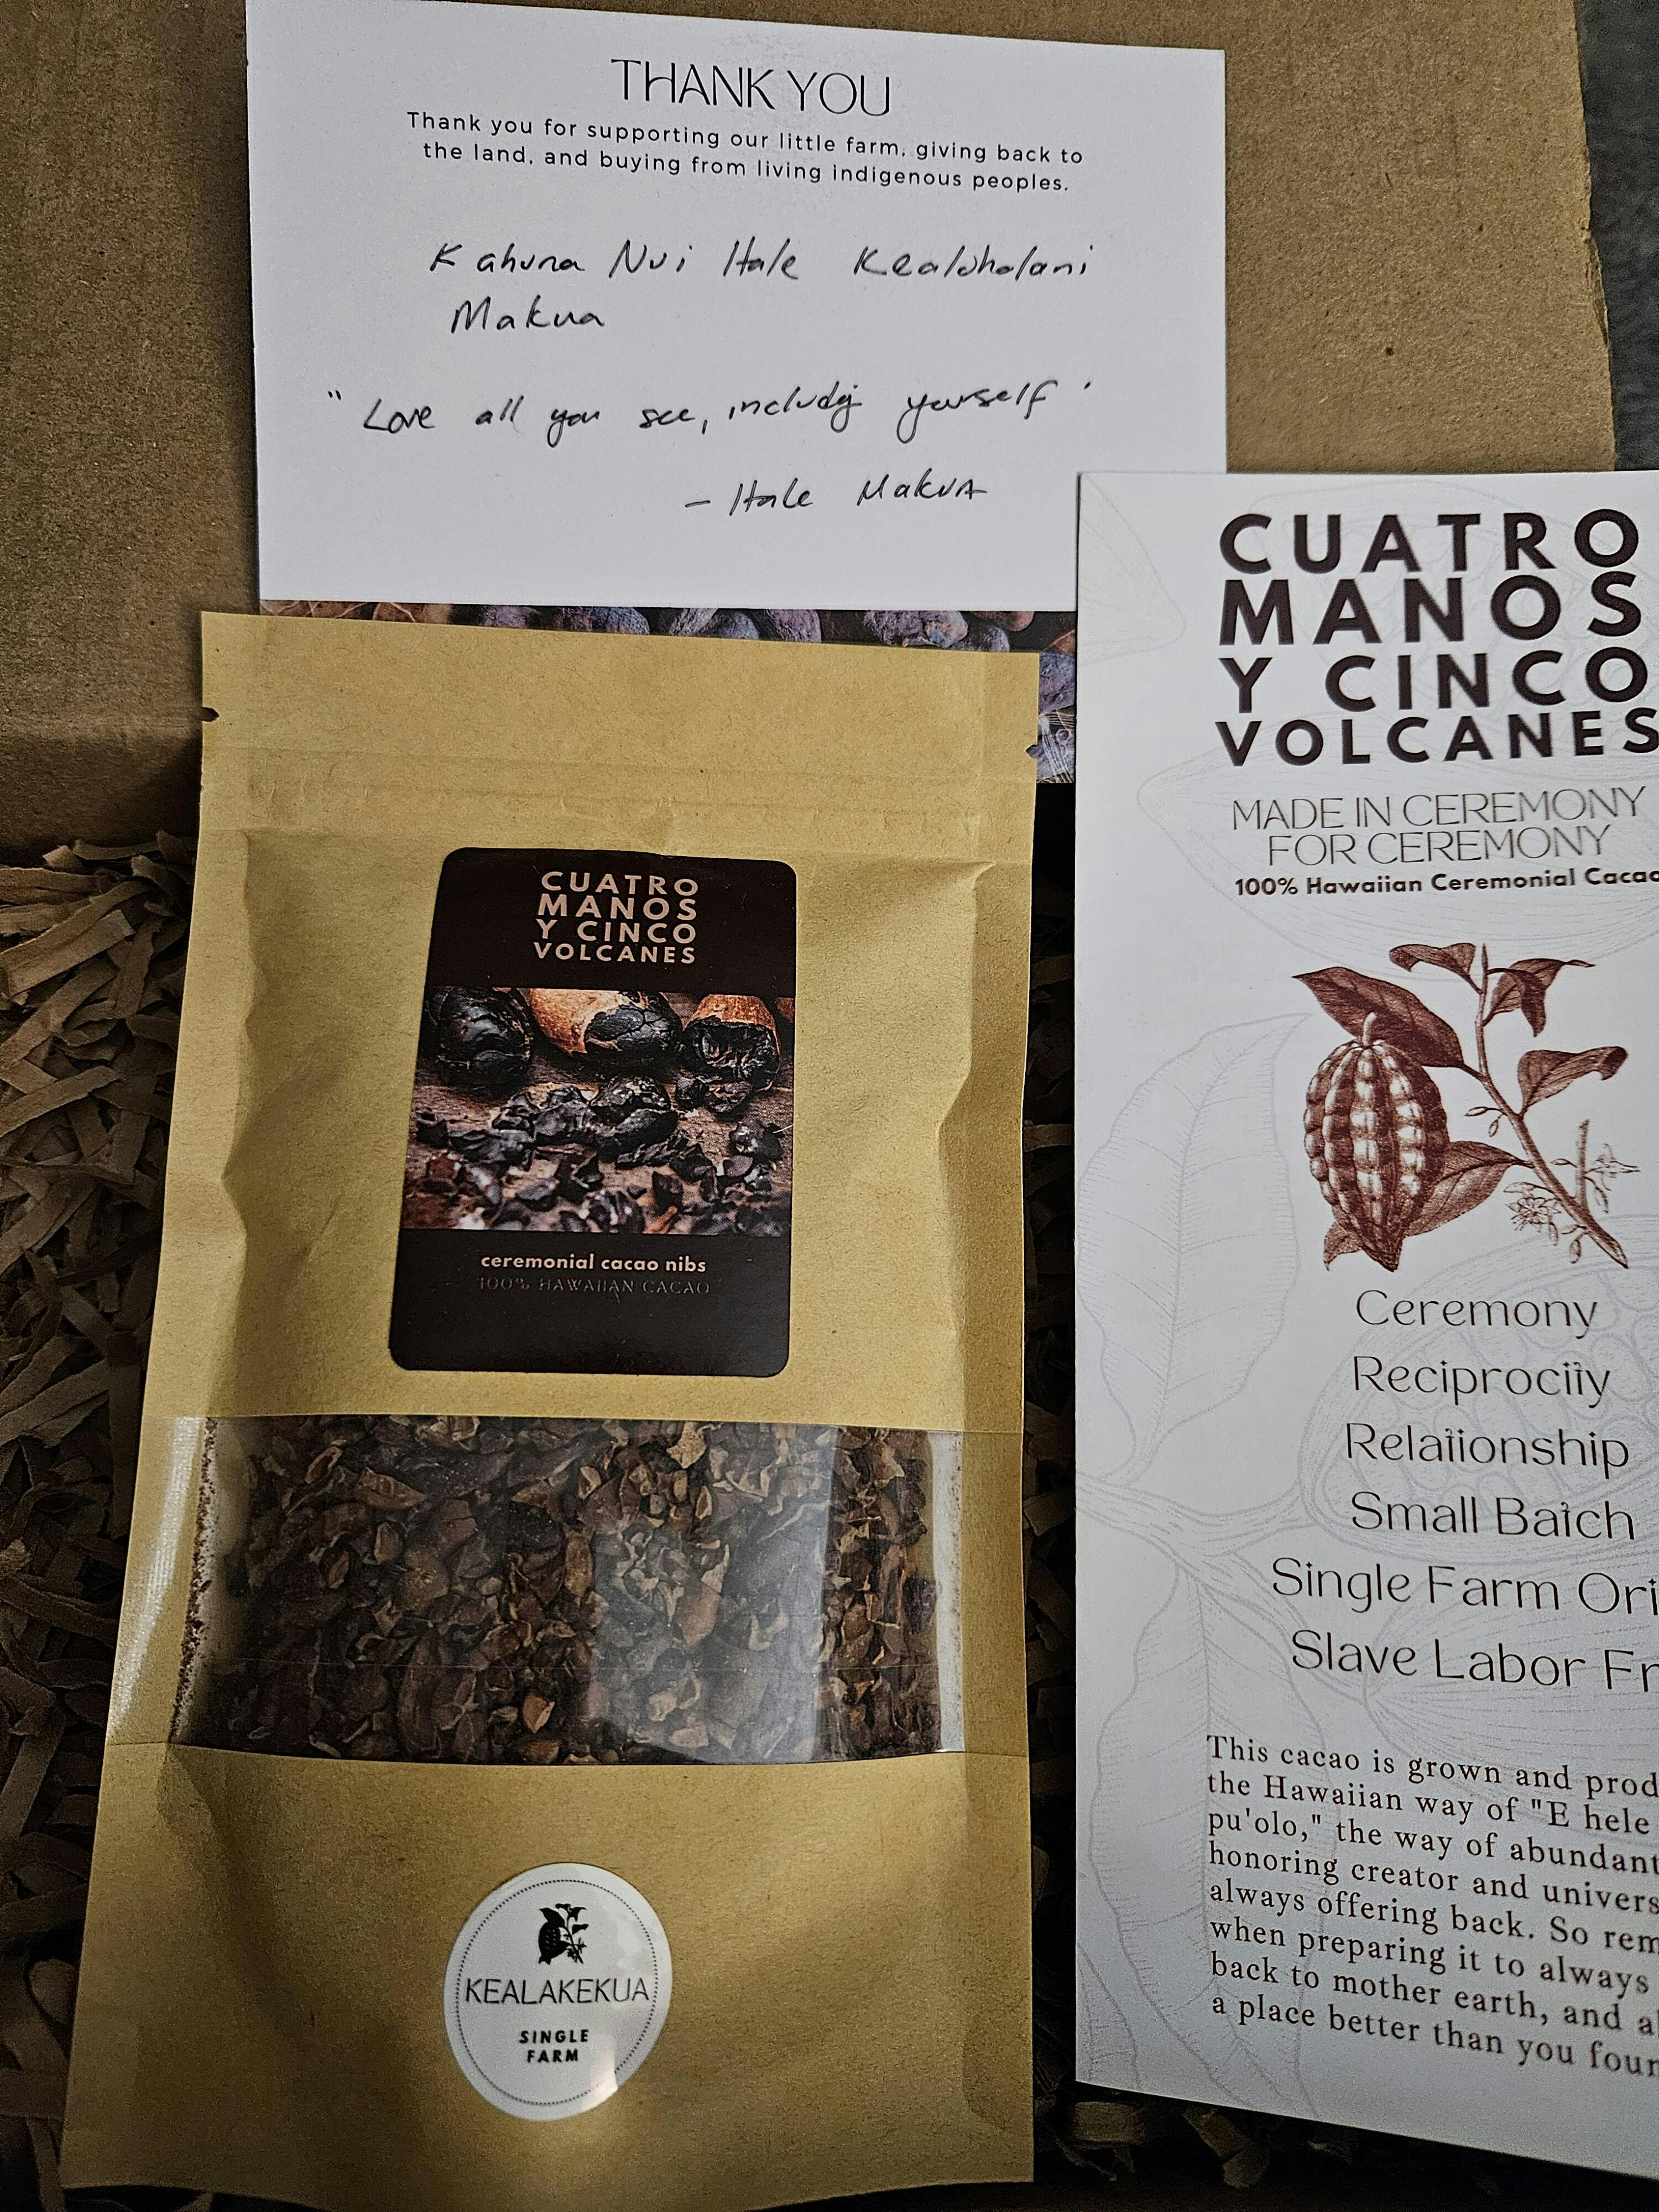 THANK YOU
Thank you for supporting our little farm, giving back to
the land, and buying from living indigenous peoples.
Kahuna Nui Hale Kealohalani
Makua
"Love all you see, includig yourself"
- Hale Makua
CUATRO
MANOS
Y CINCO
VOLCANES
MADE IN CEREMONY
FOR CEREMONY
100% Hawaiian Ceremonial Cacao
Ceremony
Reciprocity
Relationship
Small Batch
Single Farm Ori
Slave Labor Fr
This cacao is grown and prod
the Hawaiian way of "E hele
pu'olo," the way of abundant
honoring creator and univers
always offering back. So rem
when preparing it to always
back to mother earth, and al
a place better than you foun
CUATRO
MANOS
Y CINCO
VOLCANES
ceremonial cacao nibs
100% HAWAIIAN CACAO
KEALAKEKUA
SINGLE
FARM